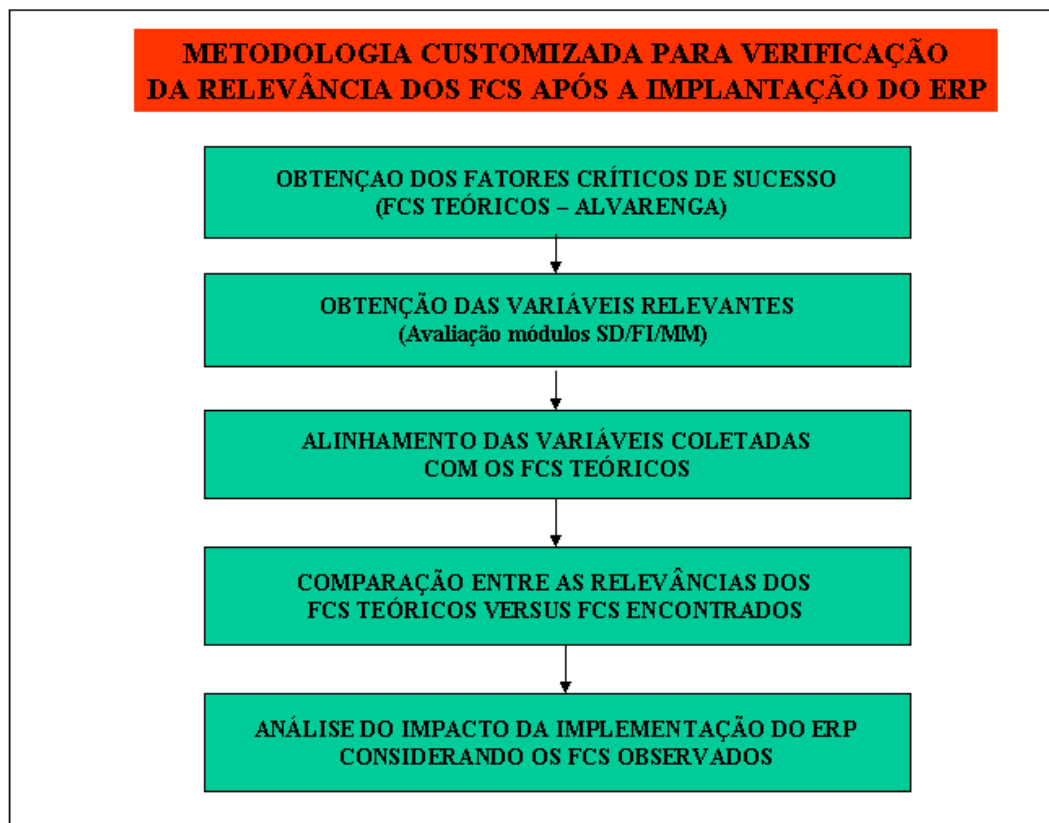 METODOLOGIA CUSTOMIZADA PARA VERIFICAÇÃO
DA RELEVÂNCIA DOS FCS APÓS A IMPLANTAÇÃO DO ERP
OBTENÇAO DOS FATORES CRÍTICOS DE SUCESSO
(FCS TEÓRICOS – ALVARENGA)
OBTENÇÃO DAS VARIÁVEIS RELEVANTES
(Avaliação módulos SD/FI/MM)
ALINHAMENTO DAS VARIÁVEIS COLETADAS
COM OS FCS TEÓRICOS
COMPARAÇÃO ENTRE AS RELEVÂNCIAS DOS
FCS TEÓRICOS VERSUS FCS ENCONTRADOS
ANÁLISE DO IMPACTO DA IMPLEMENTAÇÃO DO ERP
CONSIDERANDO OS FCS OBSERVADOS